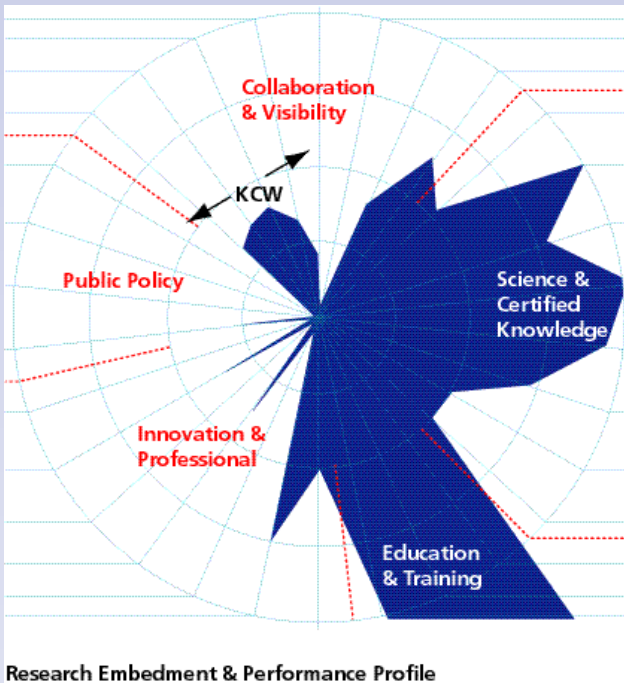 Collaboration
& Visibility
KCW
Public Policy
Science &
Certified
Knowledge
Innovation &
Professional
Education
& Training
Research Embedment & Performance Profile